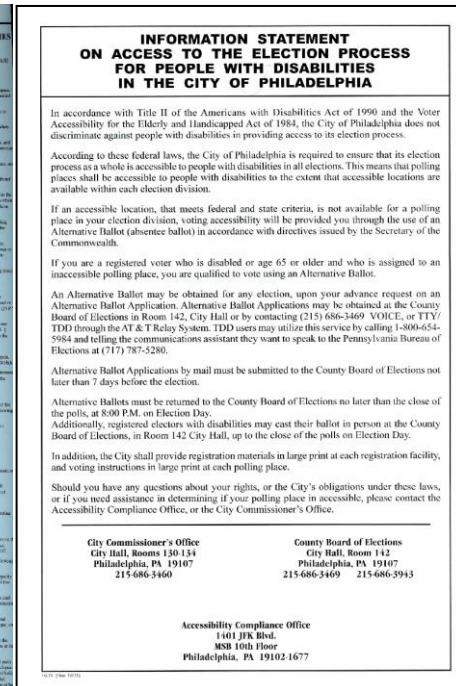 INFORMATION STATEMENT
ON ACCESS TO THE ELECTION PROCESS
FOR PEOPLE WITH DISABILITIES
IN THE CITY OF PHILADELPHIA
In accordance with Title II of the Americans with Disabilities Act of 1990 and the Voter
Accessibility for the Elderly and Handicapped Act of 1984, the City of Philadelphia does not
discriminate against people with disabilities in providing access to its election process.
According to these federal laws, the City of Philadelphia is required to ensure that its election
process as a whole is accessible to people with disabilities in all elections. This means that polling
places shall be accessible to people with disabilities to the extent that accessible locations are
available within each election division.
If an accessible location, that meets federal and state criteria, is not available for a polling
place in your election division, voting accessibility will be provided you through the use of an
Alternative Ballot (absentee ballot) in accordance with directives issued by the Secretary of the
Commonwealth.
If you are a registered voter who is disabled or age 65 or older and who is assigned to an
inaccessible polling place, you are qualified to vote using an Alternative Ballot.
An Alternative Ballot may be obtained for any election, upon your advance request on an
Alternative Ballot Application. Alternative Ballot Applications may be obtained at the County
Board of Elections in Room 142, City Hall or by contacting (215) 686-3469 VOICE, or TTY/
TDD through the AT & T Relay System. TDD users may utilize this service by calling 1-800-654-
5984 and telling the communications assistant they want to speak to the Pennsylvania Bureau of
Elections at (717) 787-5280.
Alternative Ballot Applications by mail must be submitted to the County Board of Elections not
later than 7 days before the election.
Alternative Ballots must be returned to the County Board of Elections no later than the close of
the polls, at 8:00 P.M. on Election Day.
Additionally, registered electors with disabilities may cast their ballot in person at the County
Board of Elections, in Room 142 City Hall, up to the close of the polls on Election Day.
In addition, the City shall provide registration materials in large print at each registration facility,
and voting instructions in large print at each polling place.
Should you have any questions about your rights, or the City's obligations under these laws,
or if you need assistance in determining if your polling place in accessible, please contact the
Accessibility Compliance Office, or the City Commissioner's Office.
City Commissioner's Office
City Hall, Rooms 130-134
Philadelphia, PA 19107
215-686-3460
County Board of Elections
City Hall, Room 142
Philadelphia, PA 19107
215-686-3469 215-686-3943
Accessibility Compliance Office
1401 JFK Blvd.
MSB 10th Floor
Philadelphia, PA 19102-1677